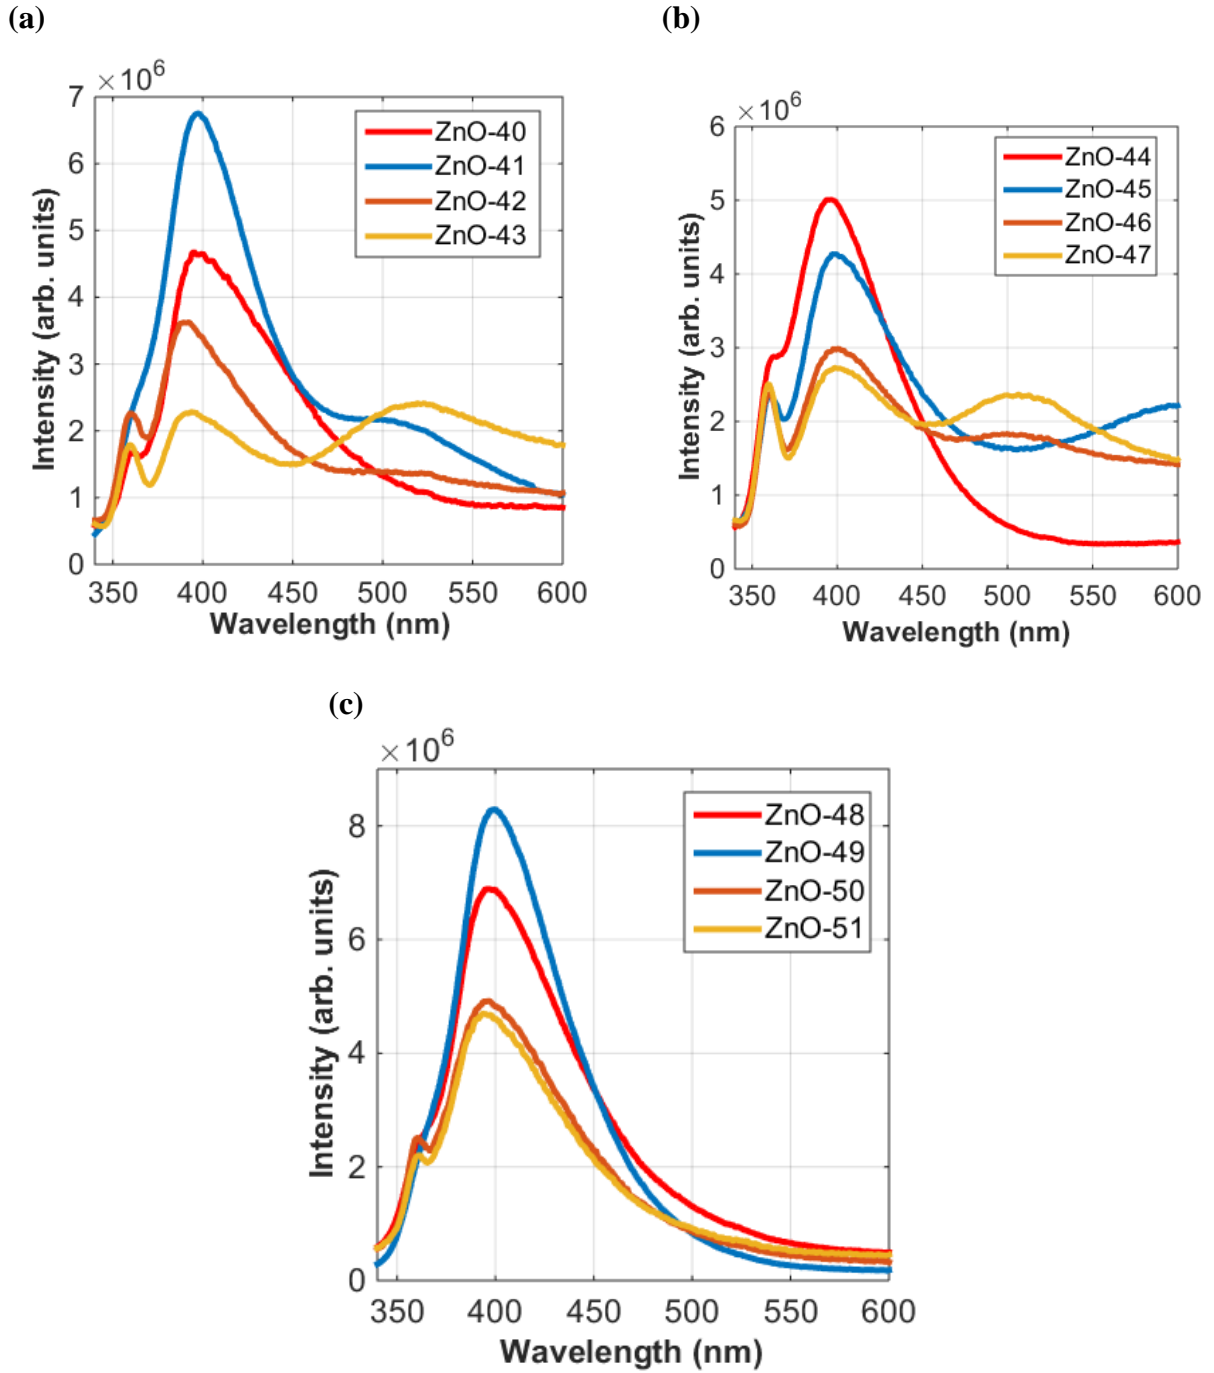 (a)
×10^6
7
6
5
4
3
2
1
0
Intensity (arb. units)
350 400 450 500 550 600
Wavelength (nm)
ZnO-40
ZnO-41
ZnO-42
ZnO-43
(b)
×10^6
6
5
4
3
2
1
0
Intensity (arb. units)
350 400 450 500 550 600
Wavelength (nm)
ZnO-44
ZnO-45
ZnO-46
ZnO-47
(c)
×10^6
8
6
4
2
0
Intensity (arb. units)
350 400 450 500 550 600
Wavelength (nm)
ZnO-48
ZnO-49
ZnO-50
ZnO-51